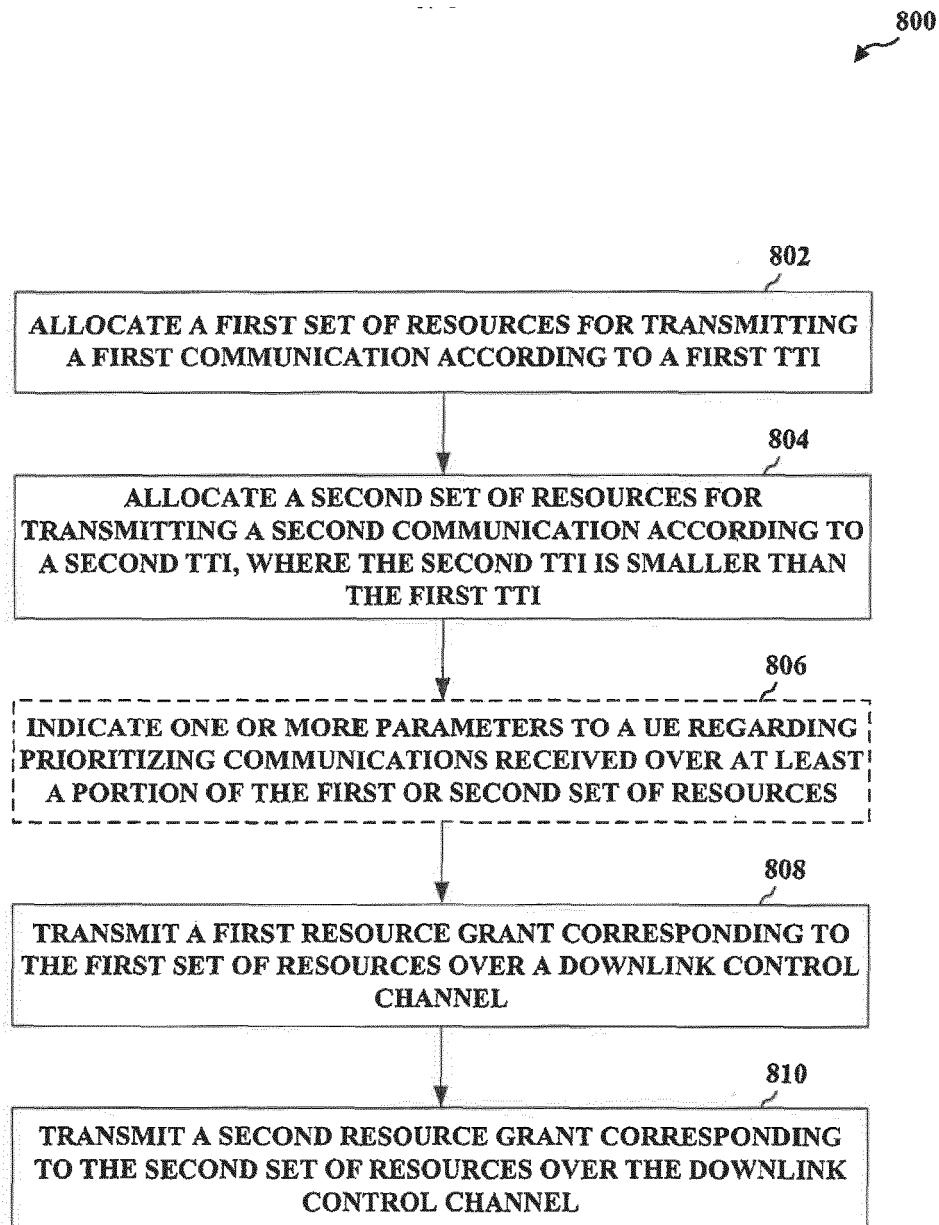 800
802
ALLOCATE A FIRST SET OF RESOURCES FOR TRANSMITTING
A FIRST COMMUNICATION ACCORDING TO A FIRST TTI
804
ALLOCATE A SECOND SET OF RESOURCES FOR
TRANSMITTING A SECOND COMMUNICATION ACCORDING TO
A SECOND TTI, WHERE THE SECOND TTI IS SMALLER THAN
THE FIRST TTI
806
INDICATE ONE OR MORE PARAMETERS TO A UE REGARDING
PRIORITIZING COMMUNICATIONS RECEIVED OVER AT LEAST
A PORTION OF THE FIRST OR SECOND SET OF RESOURCES
808
TRANSMIT A FIRST RESOURCE GRANT CORRESPONDING TO
THE FIRST SET OF RESOURCES OVER A DOWNLINK CONTROL
CHANNEL
810
TRANSMIT A SECOND RESOURCE GRANT CORRESPONDING
TO THE SECOND SET OF RESOURCES OVER THE DOWNLINK
CONTROL CHANNEL